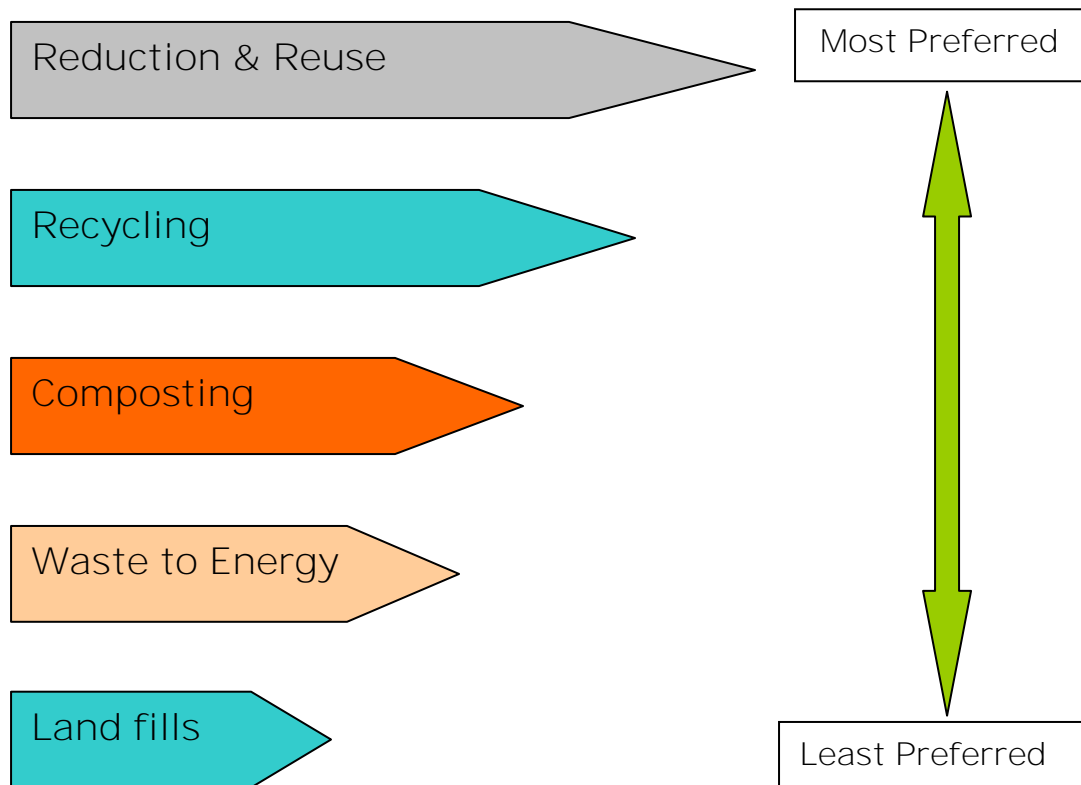 Reduction & Reuse
Most Preferred
Recycling
Composting
Waste to Energy
Land fills
Least Preferred